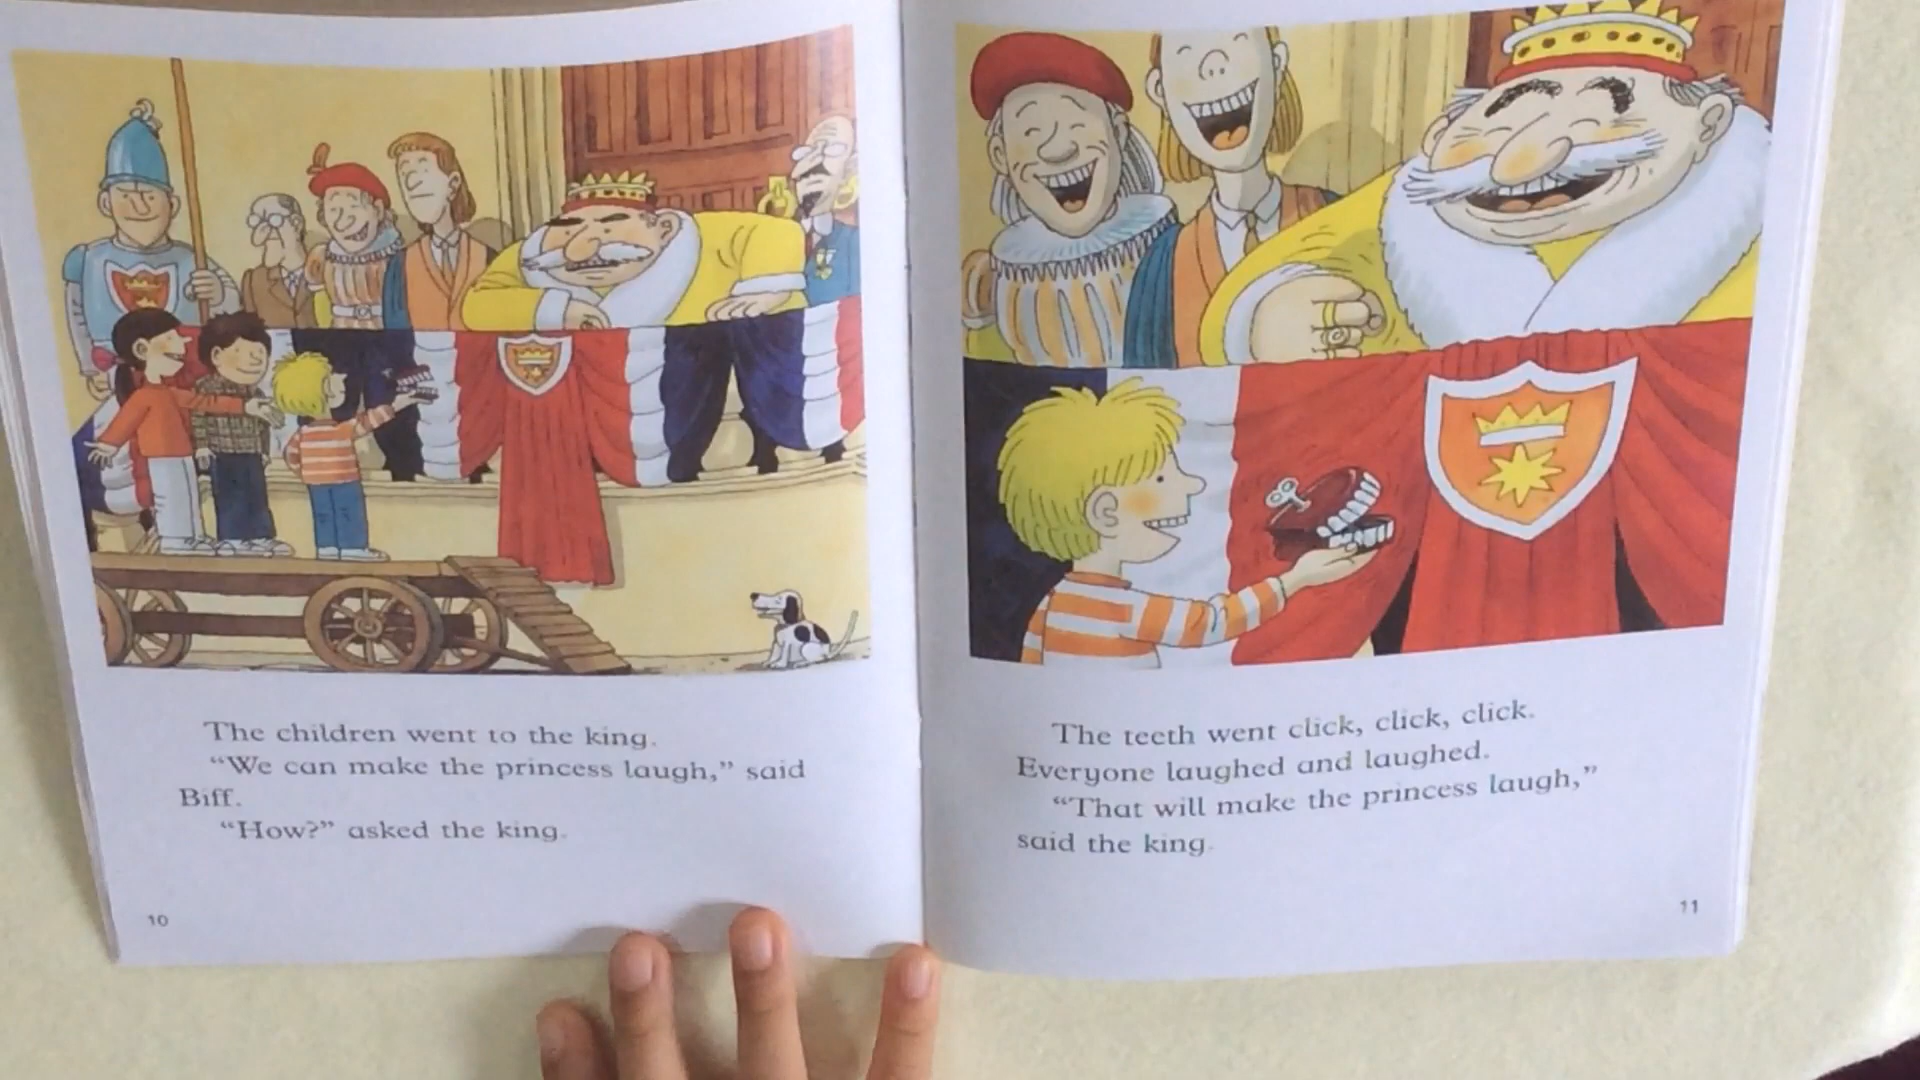 The children went to the king.
“We can make the princess laugh,” said
Biff.
“How?” asked the king.
10
The teeth went click, click, click.
Everyone laughed and laughed.
“That will make the princess laugh,”
said the king.
11